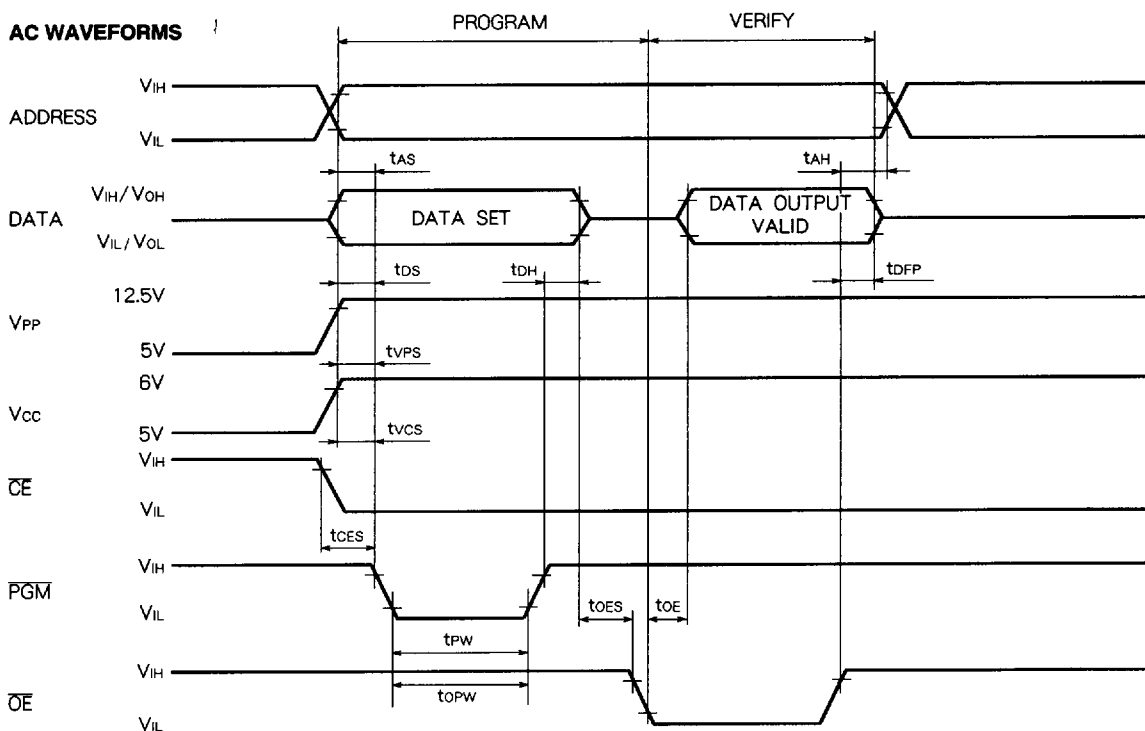 AC WAVEFORMS
PROGRAM
VERIFY
VIH
ADDRESS
VIL
tAS
tAH
VIH/VOH
DATA
DATA SET
DATA OUTPUT
VALID
VIL/VOL
tDS
tDH
tDFP
12.5V
VPP
5V
tVPS
6V
VCC
5V
tVCS
VIH
CE
VIL
tCES
VIH
PGM
VIL
tOES
tOE
tPW
VIH
tOPW
OE
VIL